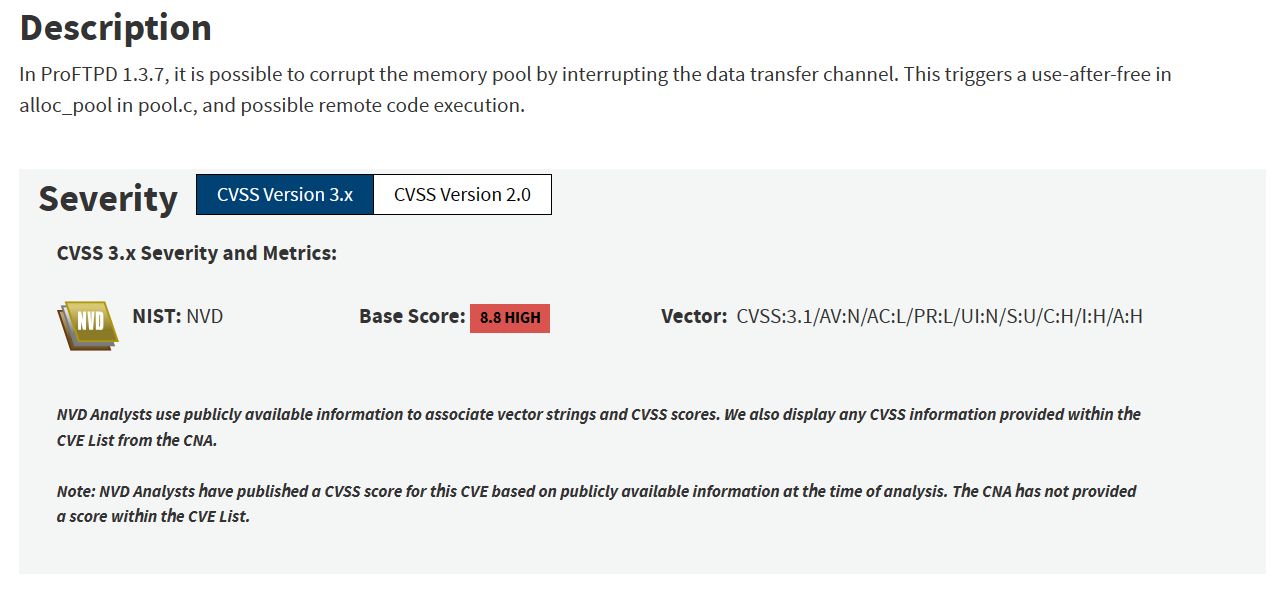 Description
In ProFTPD 1.3.7, it is possible to corrupt the memory pool by interrupting the data transfer channel. This triggers a use-after-free in
alloc_pool in pool.c, and possible remote code execution.
Severity CVSS Version 3.x CVSS Version 2.0
CVSS 3.x Severity and Metrics:
NVD NIST: NVD Base Score: 8.8 HIGH Vector: CVSS:3.1/AV:N/AC:L/PR:L/UI:N/S:U/C:H/I:H/A:H
NVD Analysts use publicly available information to associate vector strings and CVSS scores. We also display any CVSS information provided within the
CVE List from the CNA.
Note: NVD Analysts have published a CVSS score for this CVE based on publicly available information at the time of analysis. The CNA has not provided
a score within the CVE List.